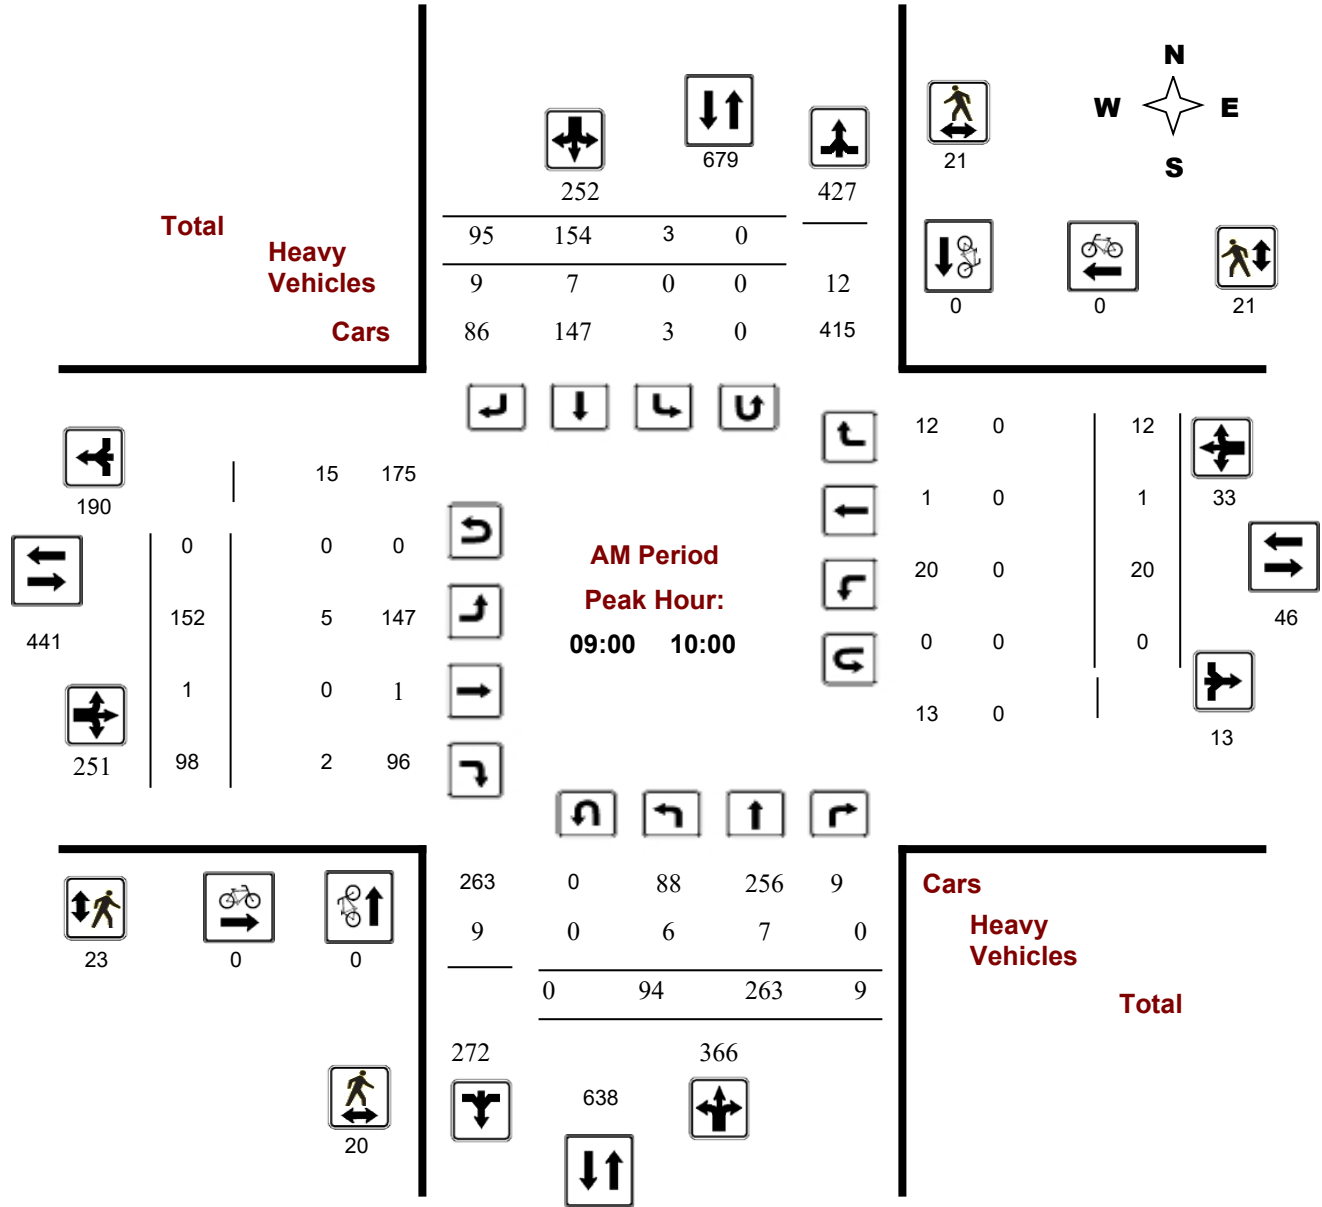 N
W E
S
679
252
427
21
Total
95 154 3 0
Heavy
Vehicles
9 7 0 0 12
Cars
86 147 3 0 415
0 0 21
12 0 12
15 175
190
1 0 1
33
0 0 0
AM Period
20 0 20
Peak Hour:
152 5 147
441
09:00 10:00
0 0 0
46
1 0 1
13 0
13
251
98 2 96
263 0 88 256 9
Cars
9 0 6 7 0
Heavy
Vehicles
23 0 0
0 94 263 9
Total
272 366
638
20